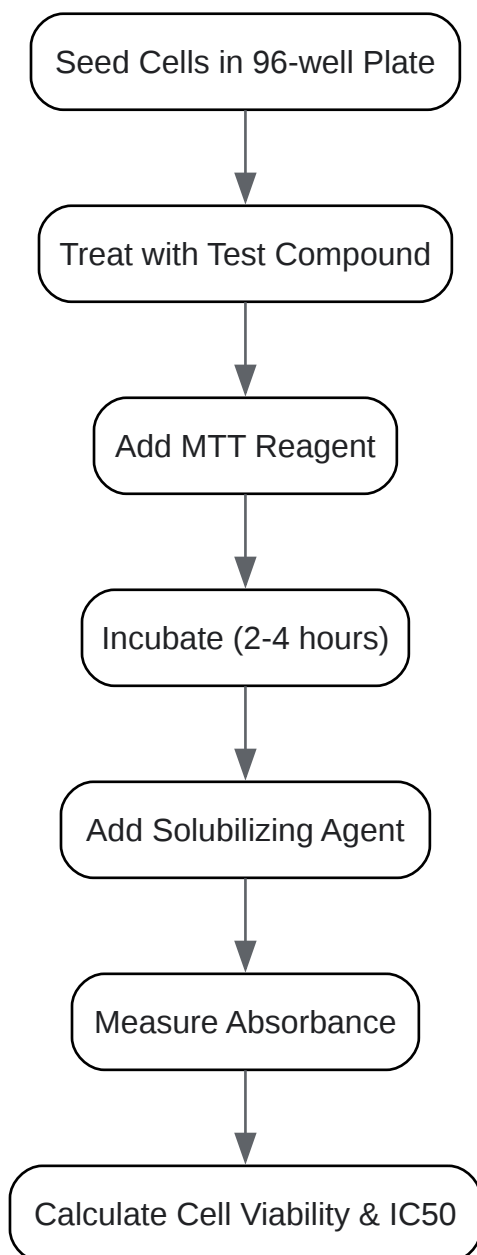 Seed Cells in 96-well Plate
Treat with Test Compound
Add MTT Reagent
Incubate (2-4 hours)
Add Solubilizing Agent
Measure Absorbance
Calculate Cell Viability & IC50